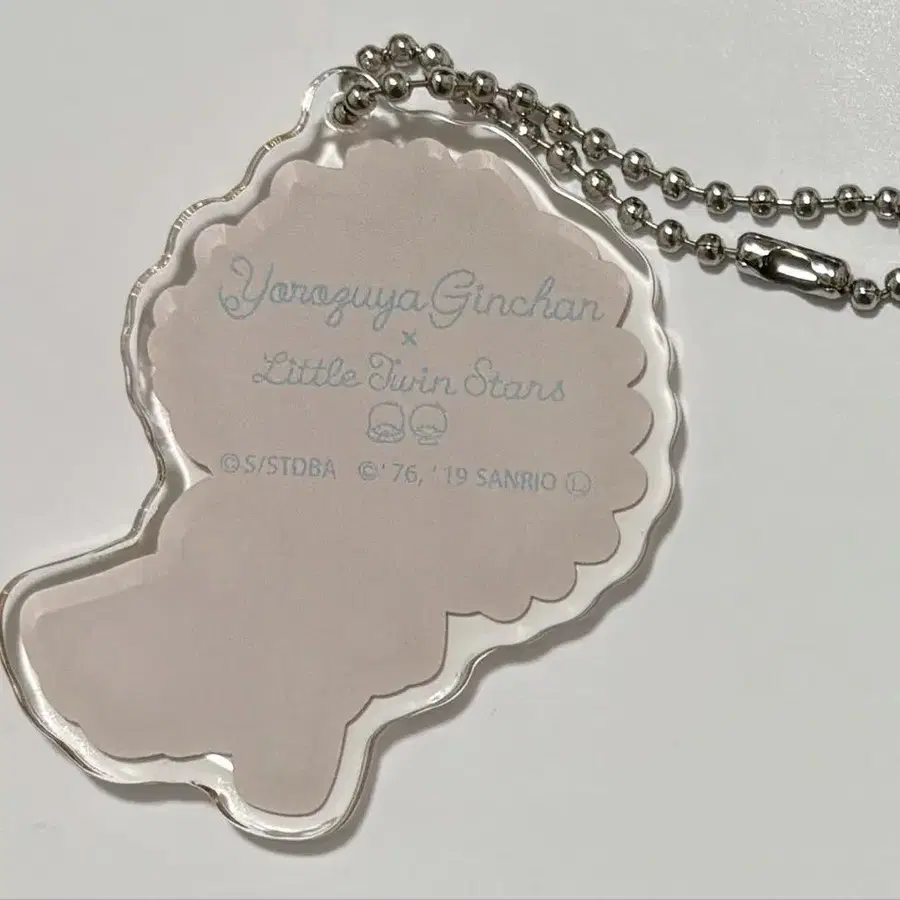 Yorozuya Ginchan
×
Little Twin Stars
©S/STDBA ©'76, '19 SANRIO Ⓛ